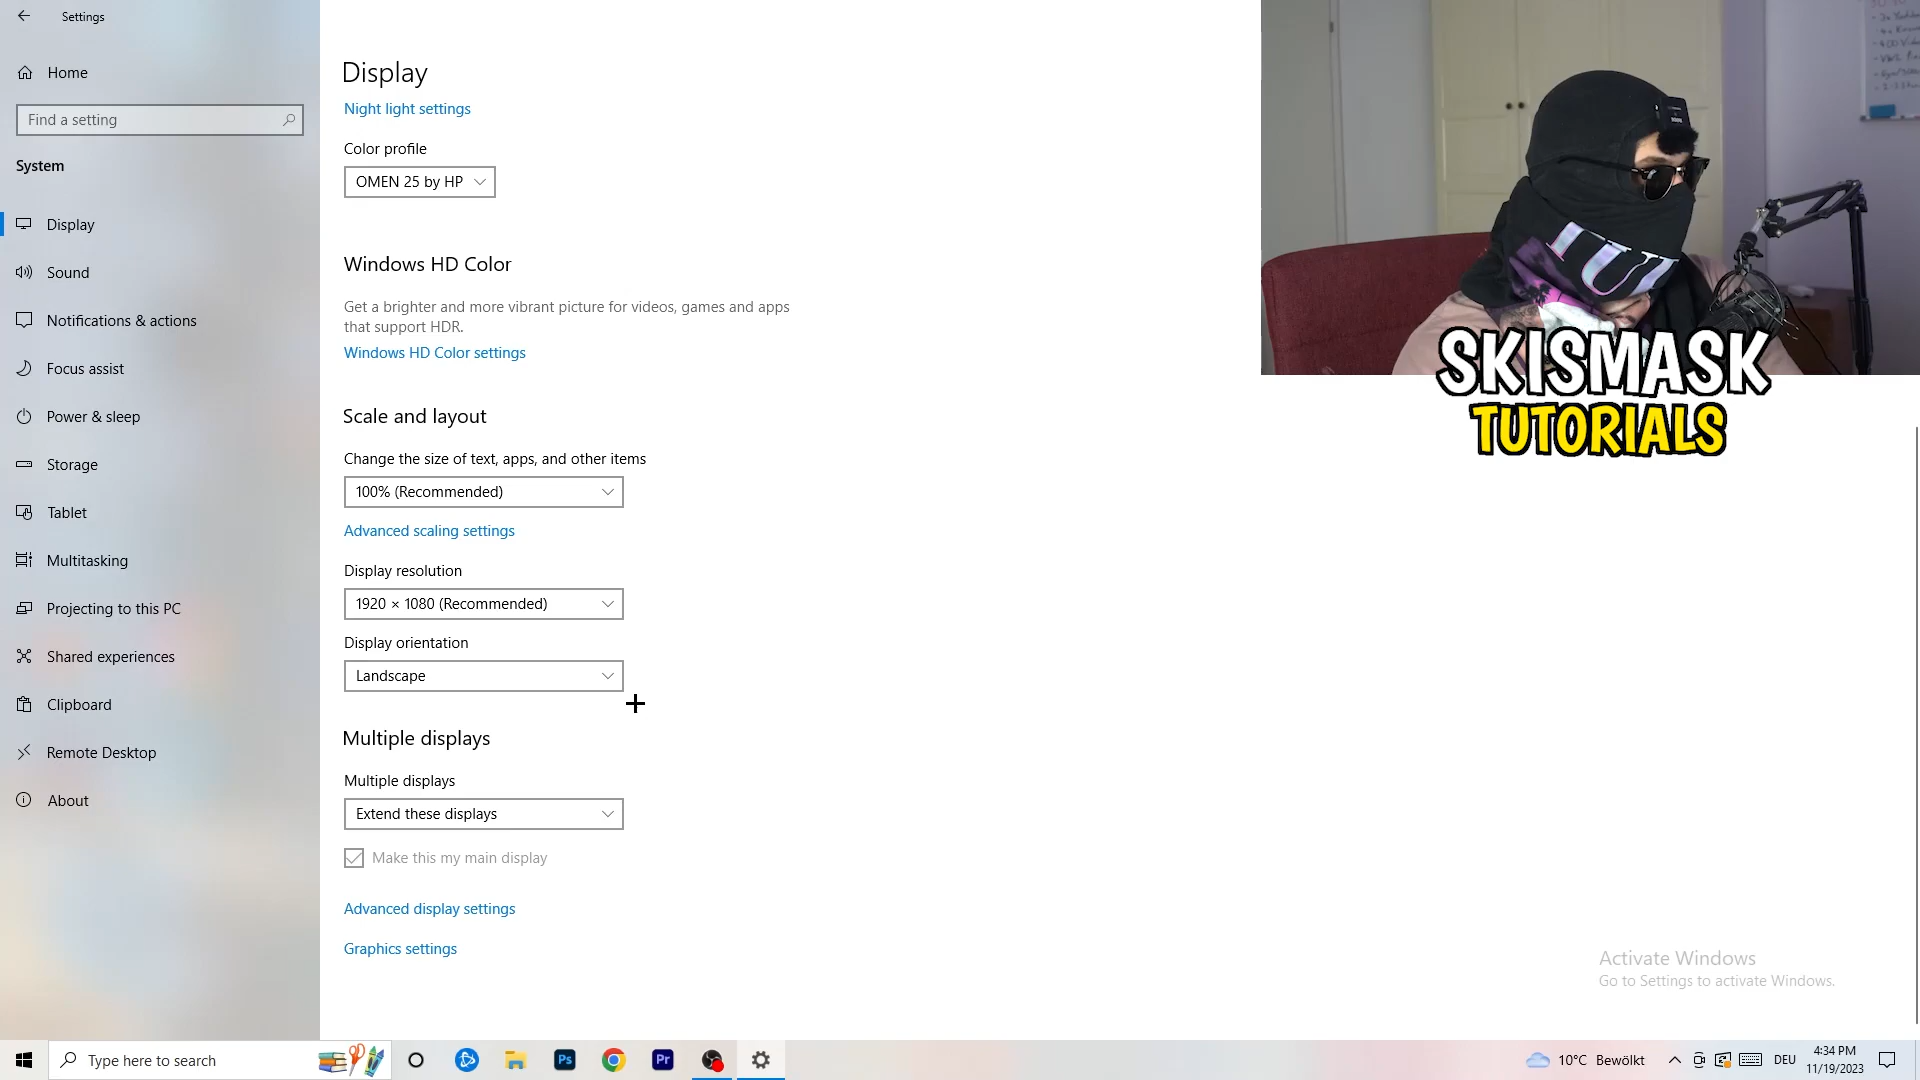 Settings
Home
Find a setting
System
Display
Sound
Notifications & actions
Focus assist
Power & sleep
Storage
Tablet
Multitasking
Projecting to this PC
Shared experiences
Clipboard
Remote Desktop
About
Display
Night light settings
Color profile
OMEN 25 by HP
Windows HD Color
Get a brighter and more vibrant picture for videos, games and apps
that support HDR.
Windows HD Color settings
Scale and layout
Change the size of text, apps, and other items
100% (Recommended)
Advanced scaling settings
Display resolution
1920 × 1080 (Recommended)
Display orientation
Landscape
Multiple displays
Multiple displays
Extend these displays
Make this my main display
Advanced display settings
Graphics settings
SKISMASK
TUTORIALS
Activate Windows
Go to Settings to activate Windows.
Type here to search
Ps
Pr
10°C Bewölkt
DEU
4:34 PM
11/19/2023